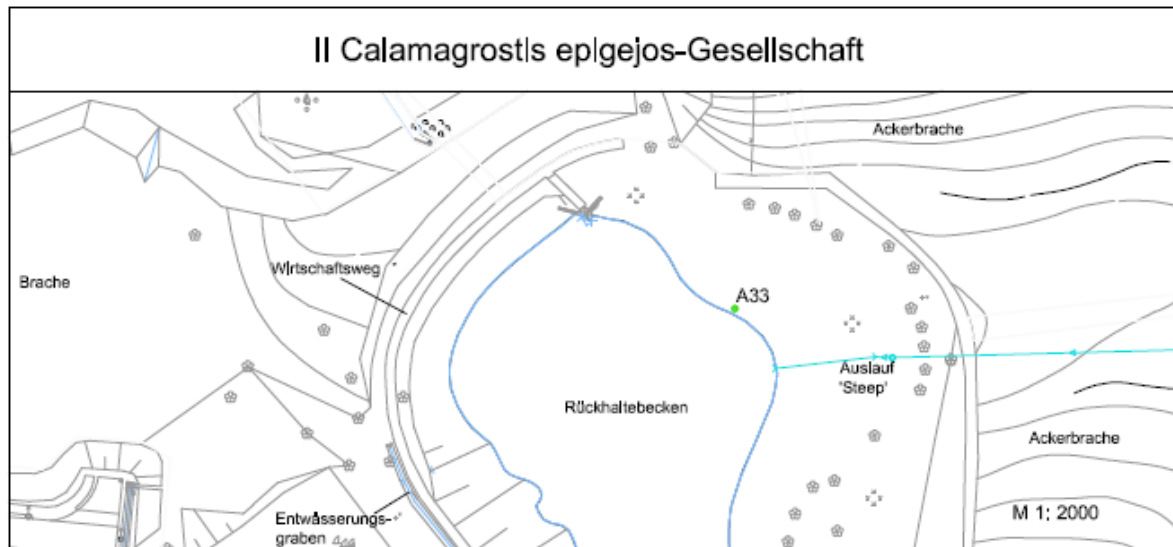 II Calamagrostis epigejos-Gesellschaft
Ackerbrache
Wirtschaftsweg
Brache
A33
Auslauf
'Steep'
Rückhaltebecken
Ackerbrache
M 1: 2000
Entwässerungs-
graben